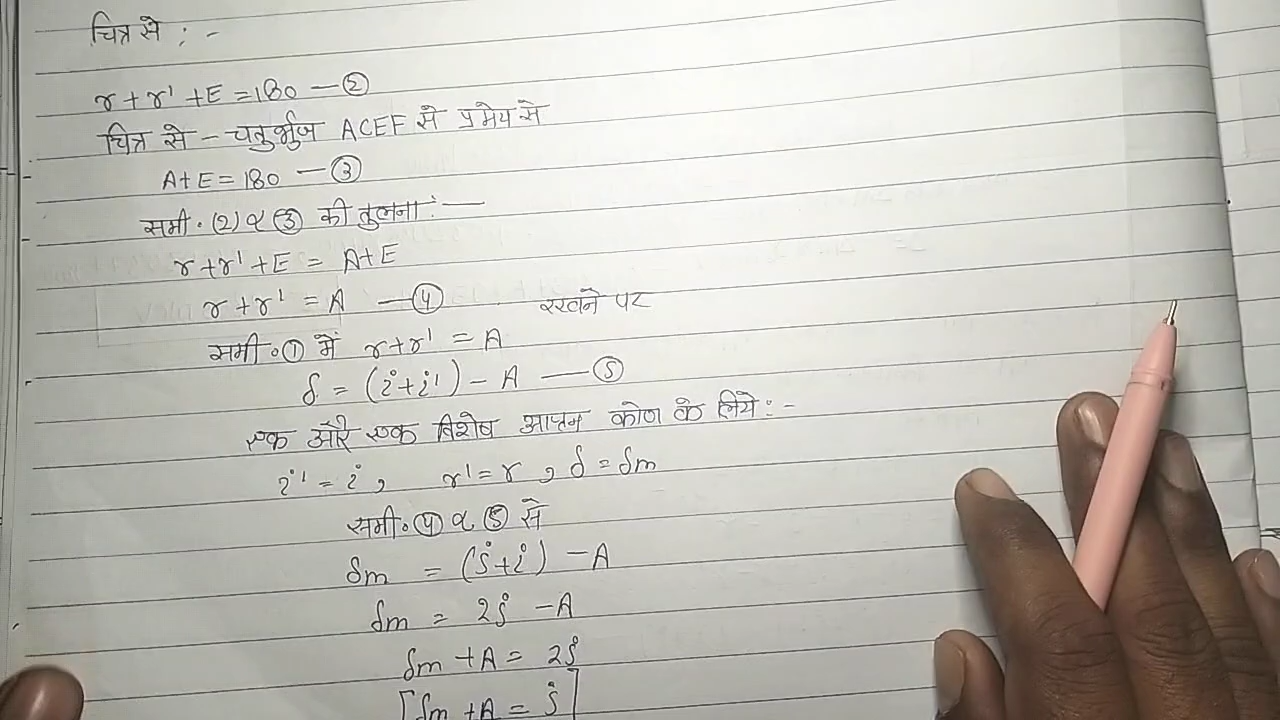 चित्र से : -
r + r' + E = 180 — ②
चित्र से - चतुर्भुज ACEF से प्रमेय से
A+E = 180 — ③
समी. (2) व ③ की तुलना : —
r+r' +E = A+E
r + r' = A — ④ रखने पर
समी. ① में r+r' = A
δ = (i+i') - A — ⑤
एक और एक विशेष आपतन कोण के लिये : -
i' = i, r' = r, δ = δm
समी. ④ व ⑤ से
δm = (i+i) - A
δm = 2i - A
δm + A = 2i
[δm + A = i]